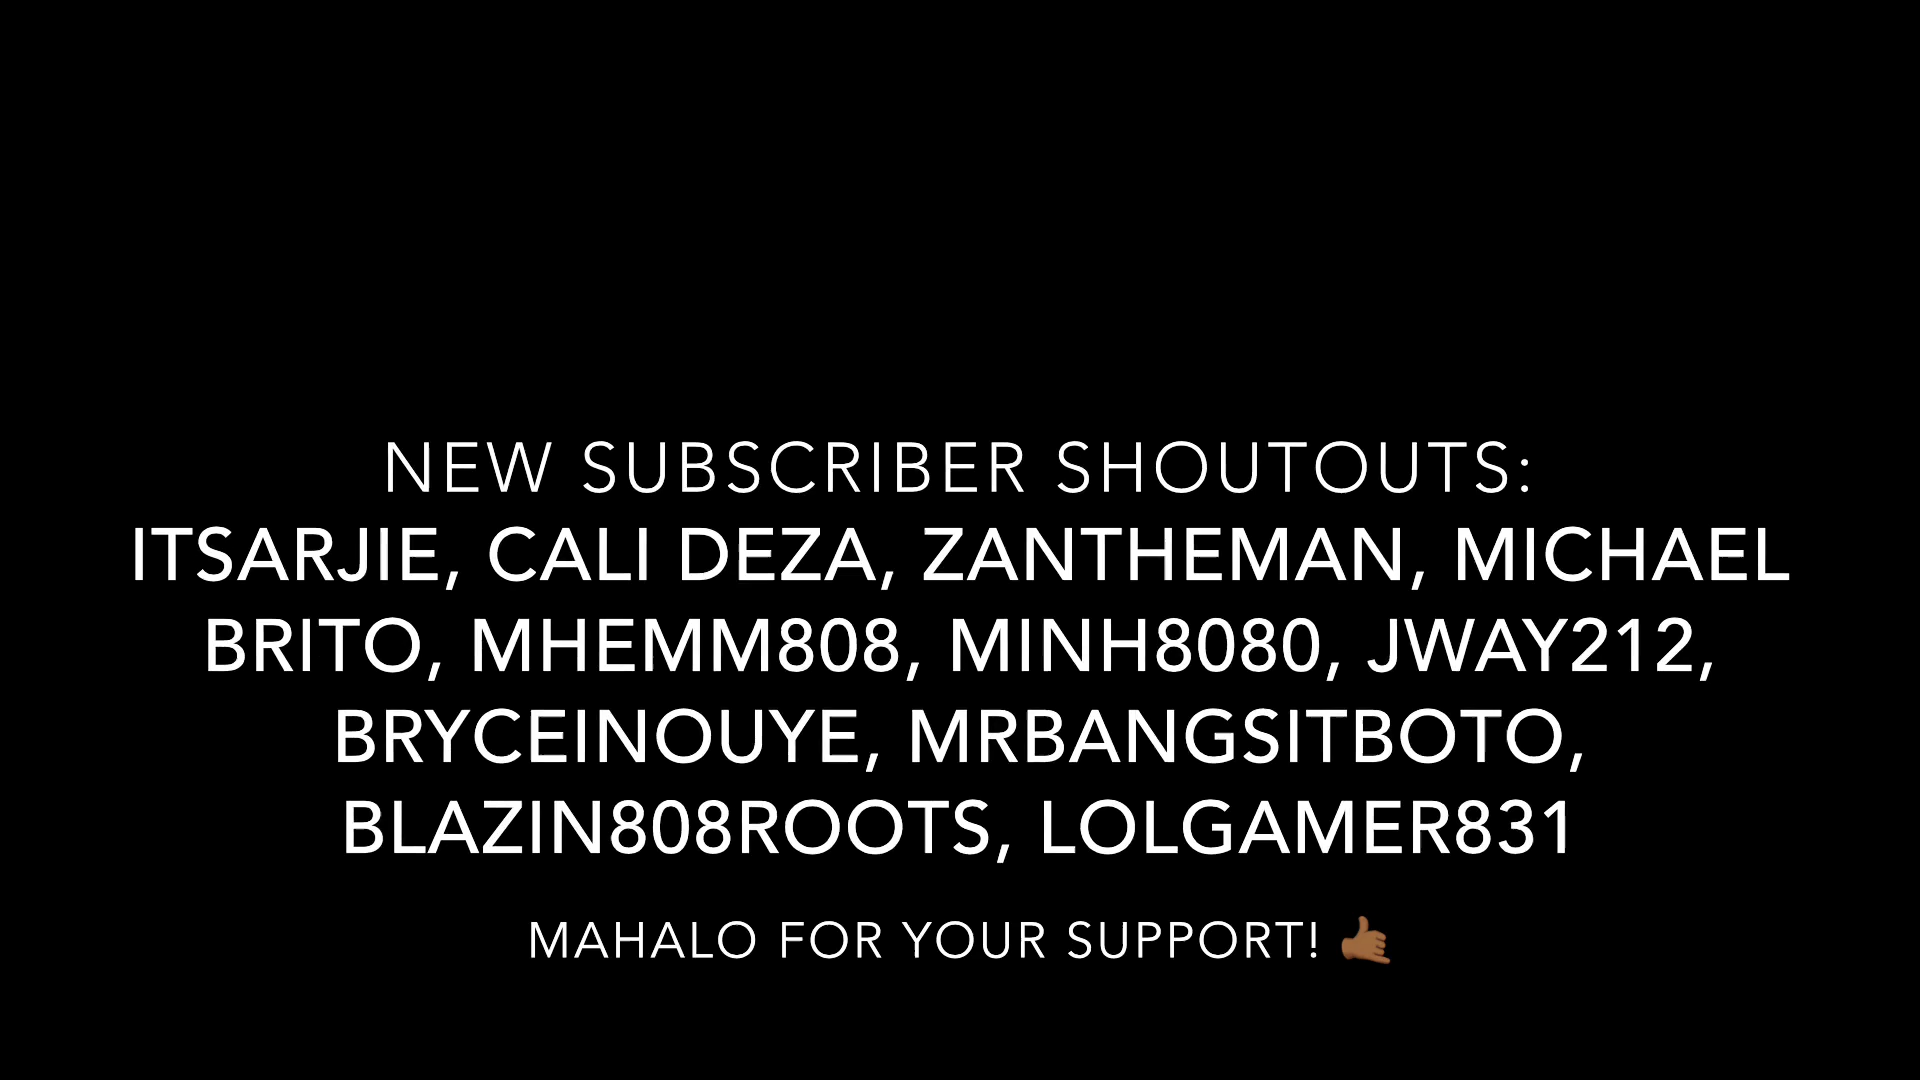 NEW SUBSCRIBER SHOUTOUTS:
ITSARJIE, CALI DEZA, ZANTHEMAN, MICHAEL
BRITO, MHEMM808, MINH8080, JWAY212,
BRYCEINOUYE, MRBANGSITBOTO,
BLAZIN808ROOTS, LOLGAMER831
MAHALO FOR YOUR SUPPORT! 🤙🏾